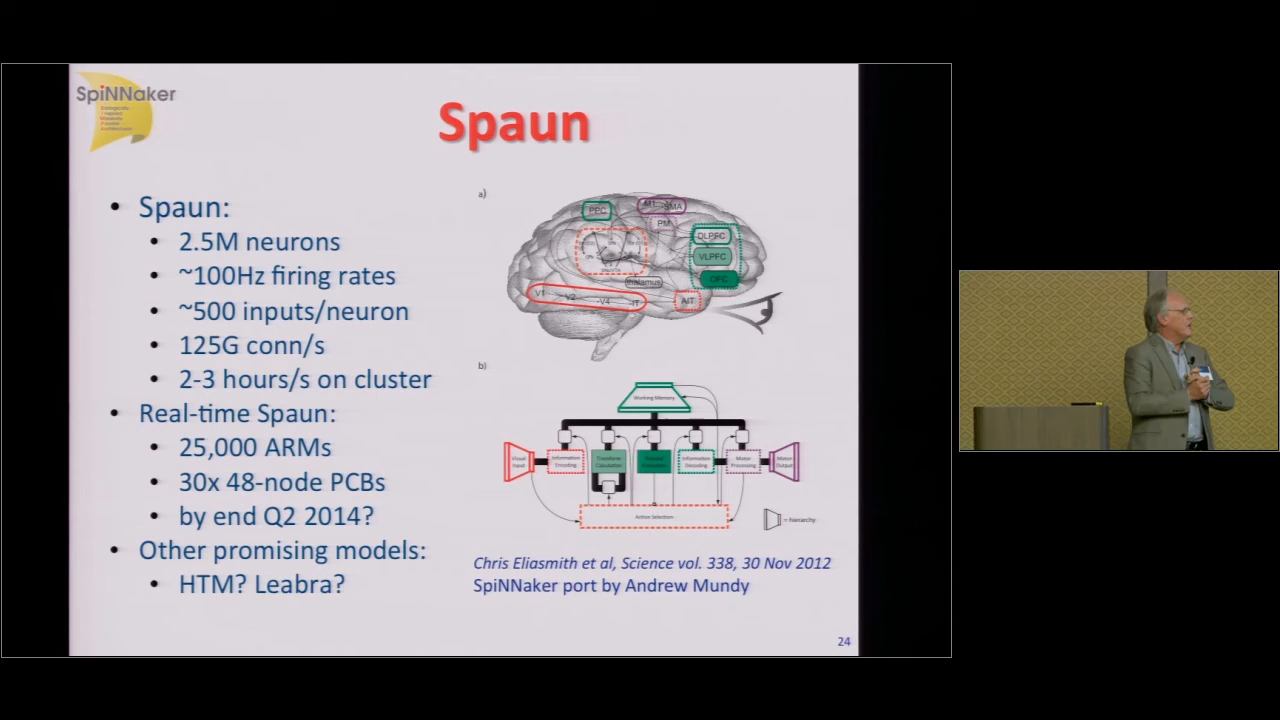 SpiNNaker
Spaun
• Spaun:
• 2.5M neurons
• ~100Hz firing rates
• ~500 inputs/neuron
• 125G conn/s
• 2-3 hours/s on cluster
• Real-time Spaun:
• 25,000 ARMs
• 30x 48-node PCBs
• by end Q2 2014?
• Other promising models:
• HTM? Leabra?
a)
PPC
M1
SMA
PM
DLPFC
VLPFC
OFC
thalamus
V1
V2
V4
IT
AIT
b)
Working Memory
Visual Input
Information Encoding
Transform Calculation
Information Decoding
Motor Processing
Motor Output
Action Selection
= hierarchy
Chris Eliasmith et al, Science vol. 338, 30 Nov 2012
SpiNNaker port by Andrew Mundy
24